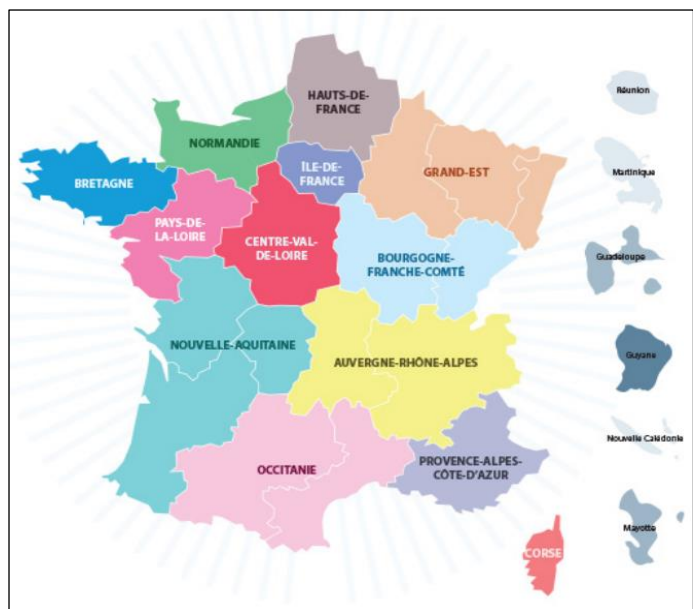 HAUTS-DE-
FRANCE
Réunion
NORMANDIE
ÎLE-DE-
FRANCE
GRAND-EST
Martinique
BRETAGNE
PAYS-DE-
LA-LOIRE
CENTRE-VAL-
DE-LOIRE
BOURGOGNE-
FRANCHE-COMTÉ
Guadeloupe
NOUVELLE-AQUITAINE
AUVERGNE-RHÔNE-ALPES
Guyane
Nouvelle Calédonie
OCCITANIE
PROVENCE-ALPES-
CÔTE-D'AZUR
Mayotte
CORSE